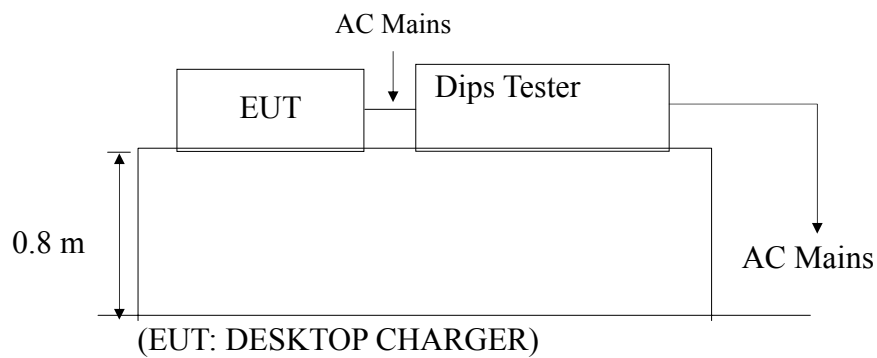 AC Mains
EUT
Dips Tester
0.8 m
AC Mains
(EUT: DESKTOP CHARGER)